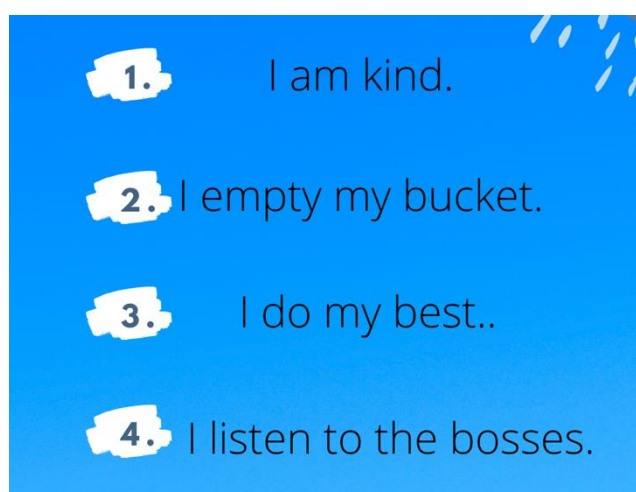 1. I am kind.
2. I empty my bucket.
3. I do my best..
4. I listen to the bosses.